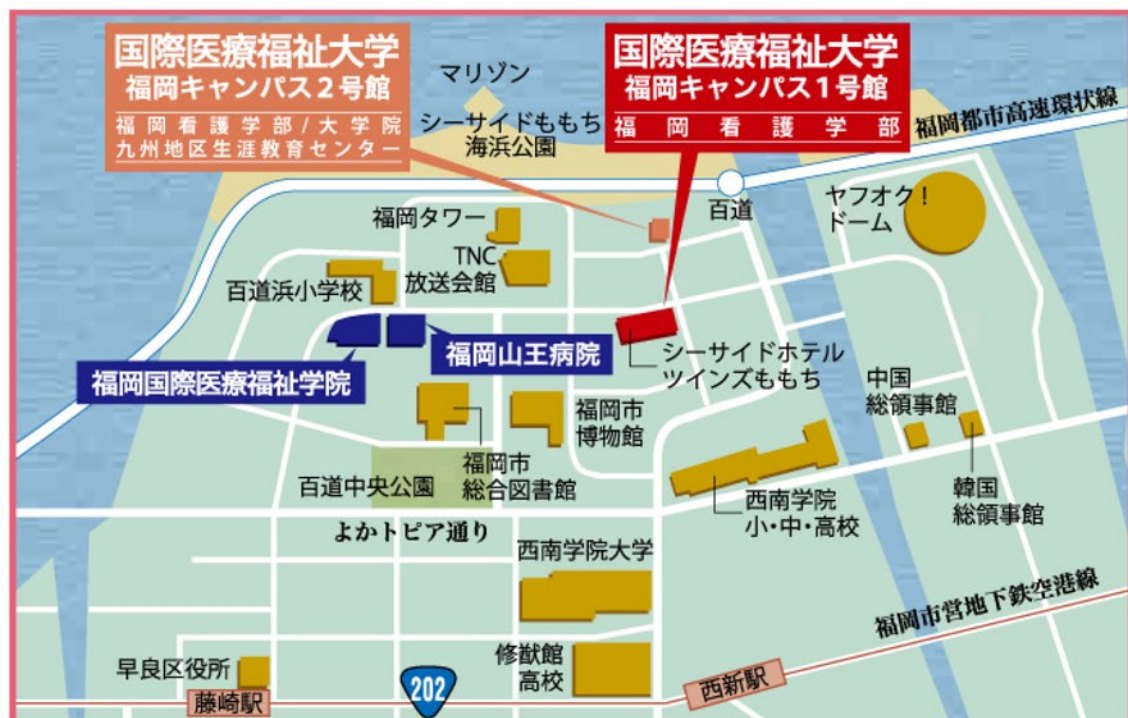 国際医療福祉大学
福岡キャンパス2号館
福岡看護学部/大学院
九州地区生涯教育センター
マリゾン
シーサイドももち
海浜公園
国際医療福祉大学
福岡キャンパス1号館
福岡看護学部
福岡都市高速環状線
百道
ヤフオク!
ドーム
福岡タワー
TNC
放送会館
百道浜小学校
福岡国際医療福祉学院
福岡山王病院
シーサイドホテル
ツインズももち
中国
総領事館
福岡市
博物館
福岡市
総合図書館
百道中央公園
西南学院
小・中・高校
韓国
総領事館
よかトピア通り
西南学院大学
福岡市営地下鉄空港線
修猷館
高校
早良区役所
藤崎駅
202
西新駅